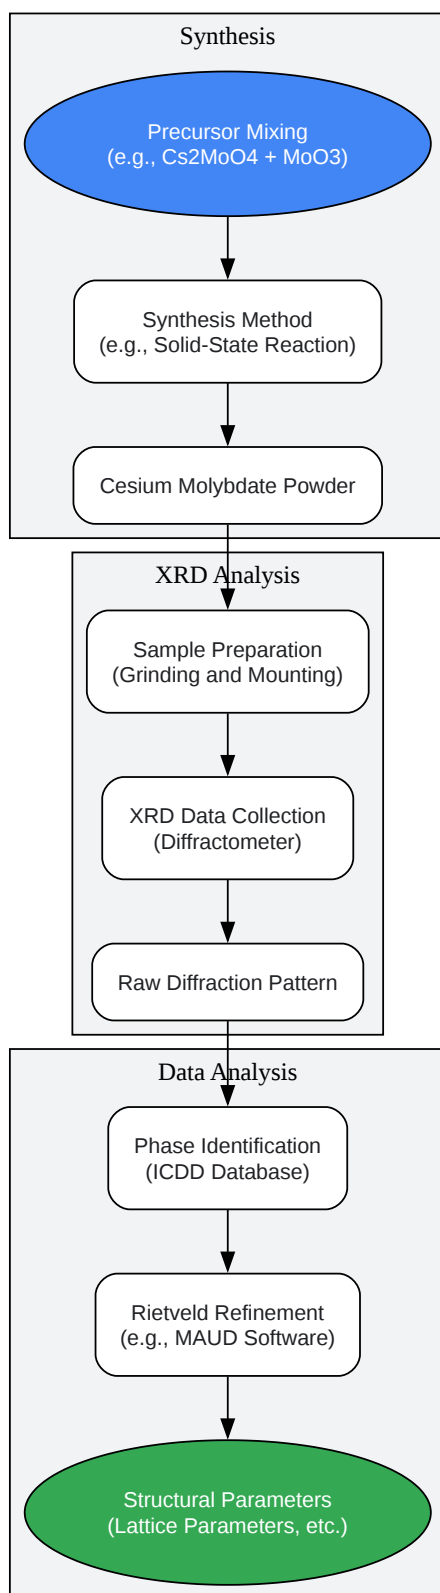 Synthesis
Precursor Mixing
(e.g., Cs2MoO4 + MoO3)
Synthesis Method
(e.g., Solid-State Reaction)
Cesium Molybdate Powder
XRD Analysis
Sample Preparation
(Grinding and Mounting)
XRD Data Collection
(Diffractometer)
Raw Diffraction Pattern
Data Analysis
Phase Identification
(ICDD Database)
Rietveld Refinement
(e.g., MAUD Software)
Structural Parameters
(Lattice Parameters, etc.)